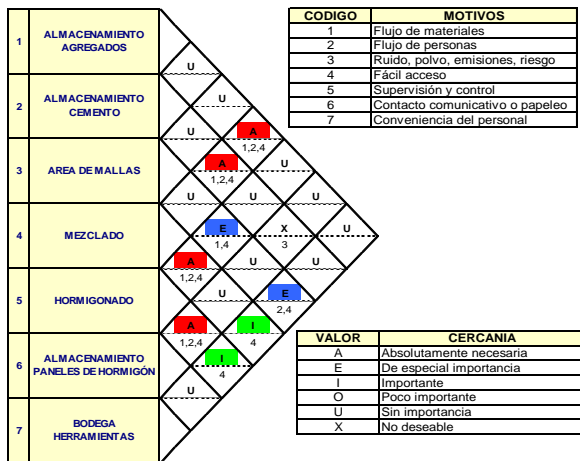 1 ALMACENAMIENTO
AGREGADOS
2 ALMACENAMIENTO
CEMENTO
3 AREA DE MALLAS
4 MEZCLADO
5 HORMIGONADO
6 ALMACENAMIENTO
PANELES DE HORMIGÓN
7 BODEGA
HERRAMIENTAS
U
U
U A
1,2,4
A U
1,2,4
U U U
E X U
1,4 3
A U U
1,2,4
U E
2,4
A I
1,2,4 4
I
4
U
CODIGO MOTIVOS
1 Flujo de materiales
2 Flujo de personas
3 Ruido, polvo, emisiones, riesgo
4 Fácil acceso
5 Supervisión y control
6 Contacto comunicativo o papeleo
7 Conveniencia del personal
VALOR CERCANIA
A Absolutamente necesaria
E De especial importancia
I Importante
O Poco importante
U Sin importancia
X No deseable